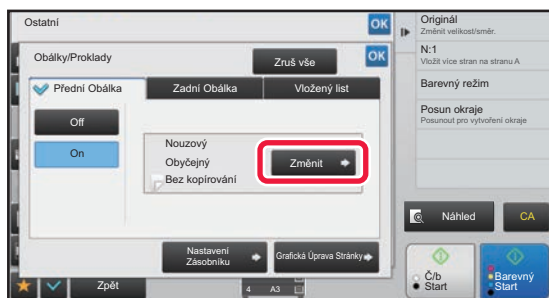 Ostatní
OK
Obálky/Proklady
Zruš vše
OK
Přední Obálka
Zadní Obálka
Vložený list
Off
On
Nouzový
Obyčejný
Bez kopírování
Změnit
Nastavení
Zásobníku
Grafická Úprava Stránky
Zpět
4 A3
Originál
Změnit velikost/směr.
N:1
Vložit více stran na stranu A
Barevný režim
Posun okraje
Posunout pro vytvoření okraje
Náhled
CA
Č/b
Start
Barevný
Start